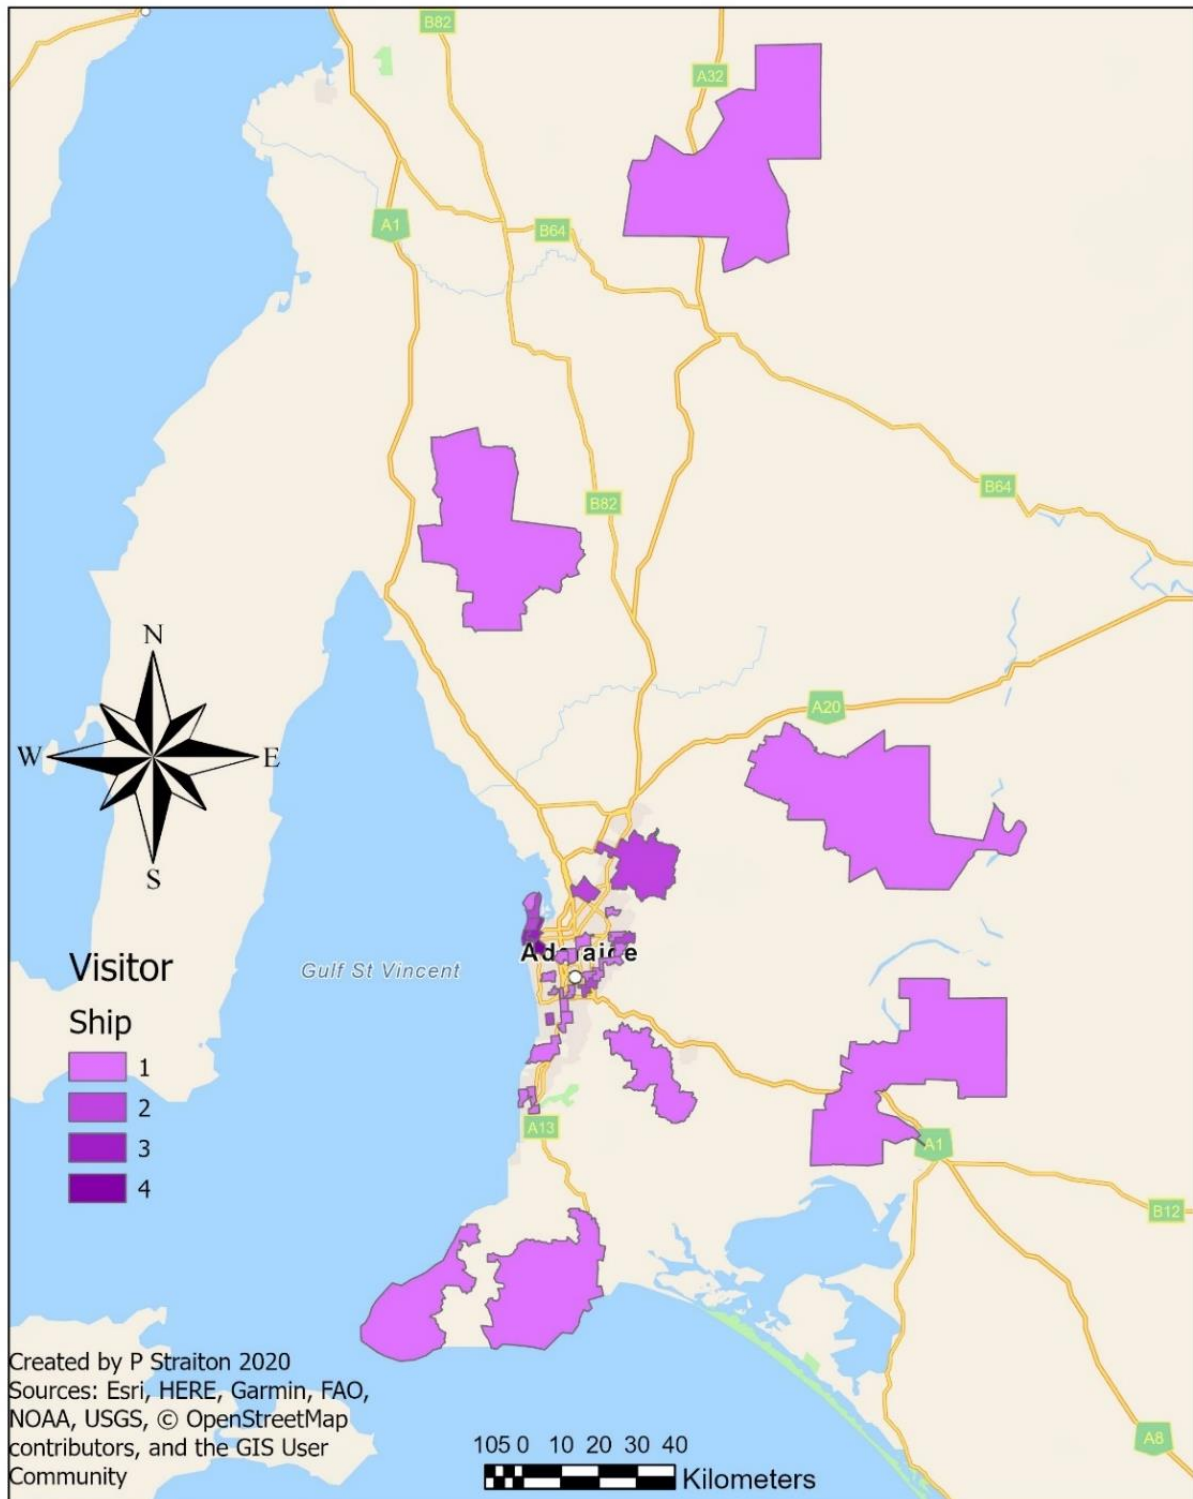 B82
A32
A1
B64
B82
B64
N
W E
S
A20
Adelaide
Gulf St Vincent
Visitor
Ship
1
2
3
4
A13
A1
B12
A8
Created by P Straiton 2020
Sources: Esri, HERE, Garmin, FAO,
NOAA, USGS, © OpenStreetMap
contributors, and the GIS User
Community
105 0 10 20 30 40
Kilometers